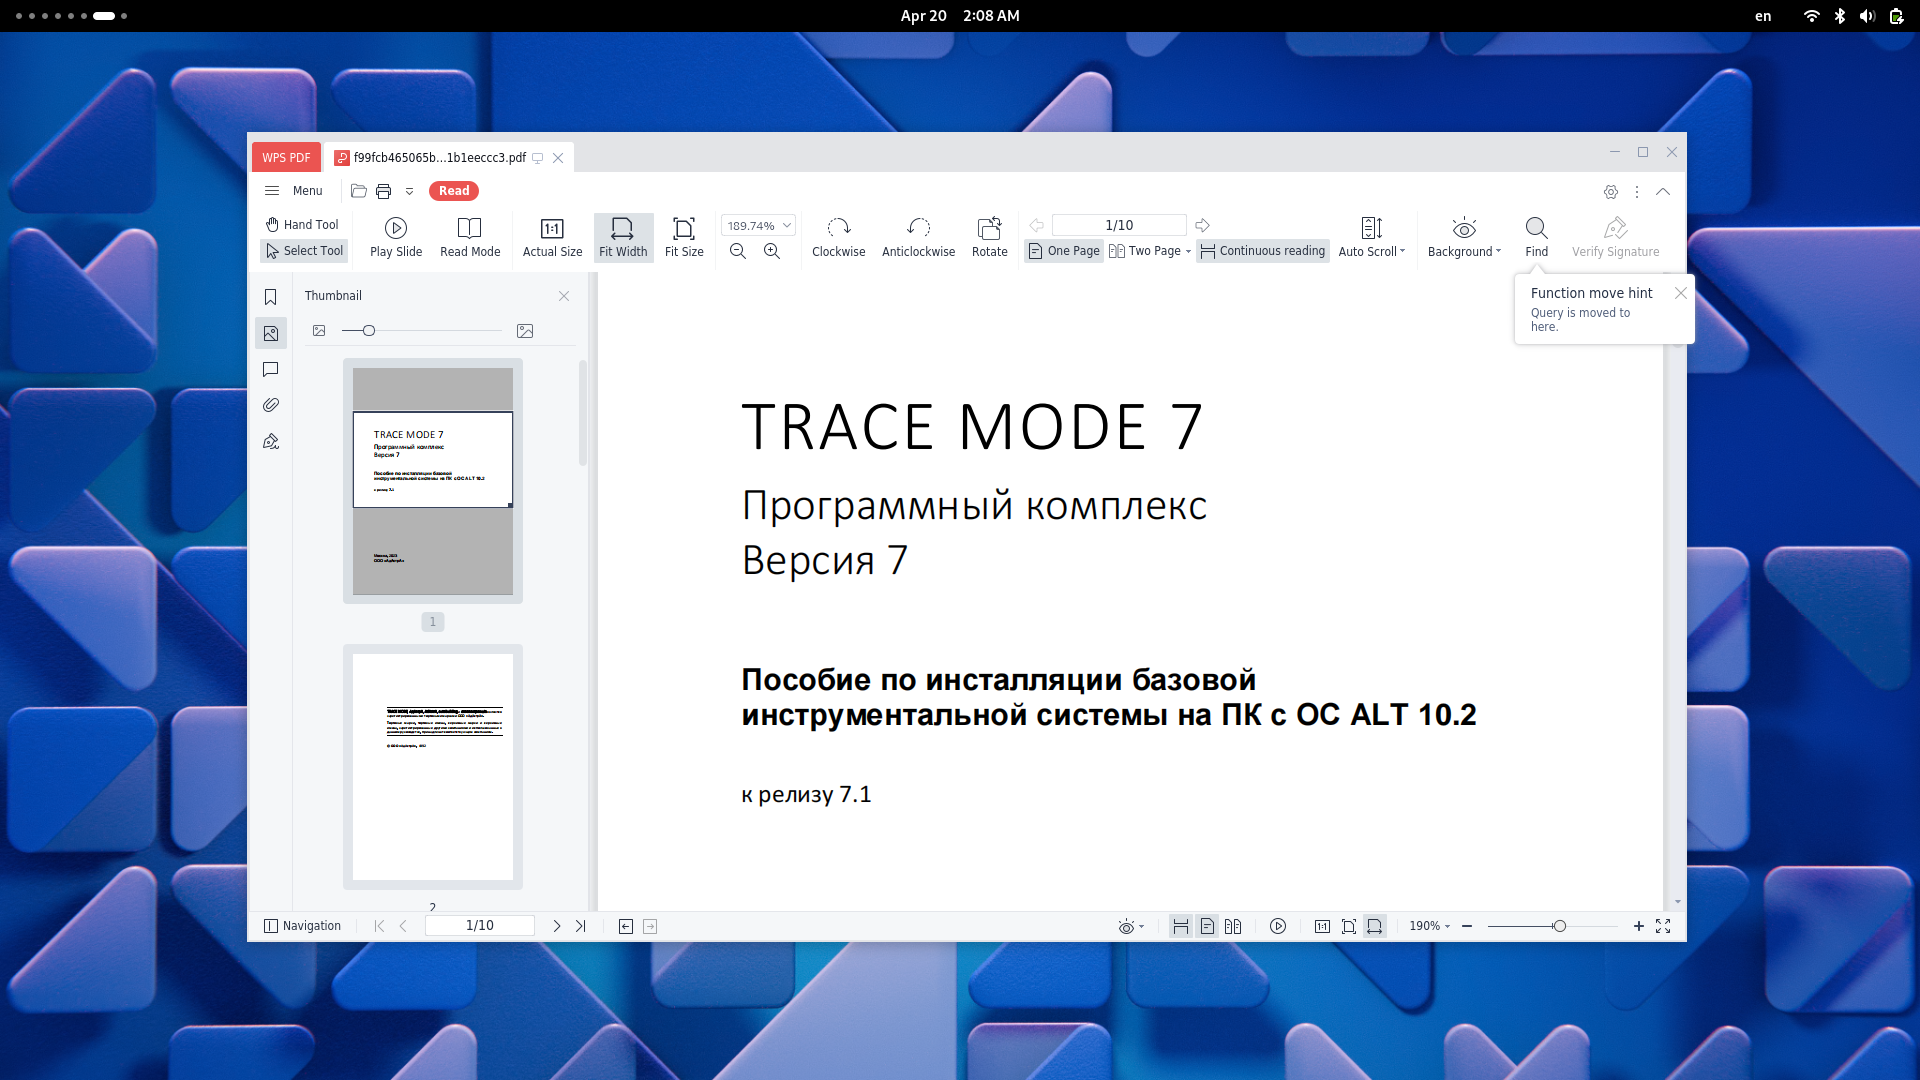 Apr 20 2:08 AM
en
WPS PDF
f99fcb465065b...1b1eeccc3.pdf
Menu
Read
Hand Tool
Select Tool
Play Slide
Read Mode
Actual Size
Fit Width
Fit Size
189.74%
Clockwise
Anticlockwise
Rotate
1/10
One Page
Two Page
Continuous reading
Auto Scroll
Background
Find
Verify Signature
Function move hint
Query is moved to
here.
Thumbnail
TRACE MODE 7
Программный комплекс
Версия 7
Пособие по инсталляции базовой
инструментальной системы на ПК с ОС ALT 10.2
к релизу 7.1
1
2
TRACE MODE 7
Программный комплекс
Версия 7
Пособие по инсталляции базовой
инструментальной системы на ПК с ОС ALT 10.2
к релизу 7.1
Navigation
1/10
190%